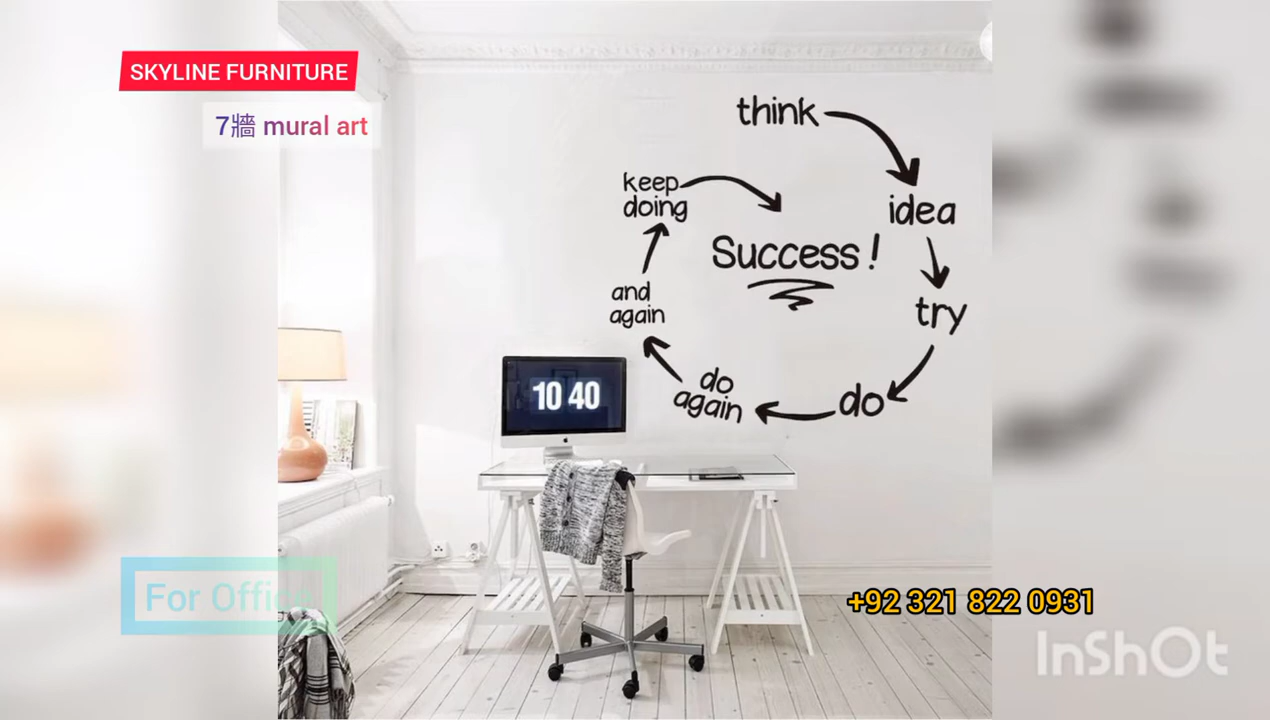 SKYLINE FURNITURE
7牆 mural art
think
idea
try
do
do
again
and
again
keep
doing
Success!
10 40
For Office
+92 321 822 0931
InShOt